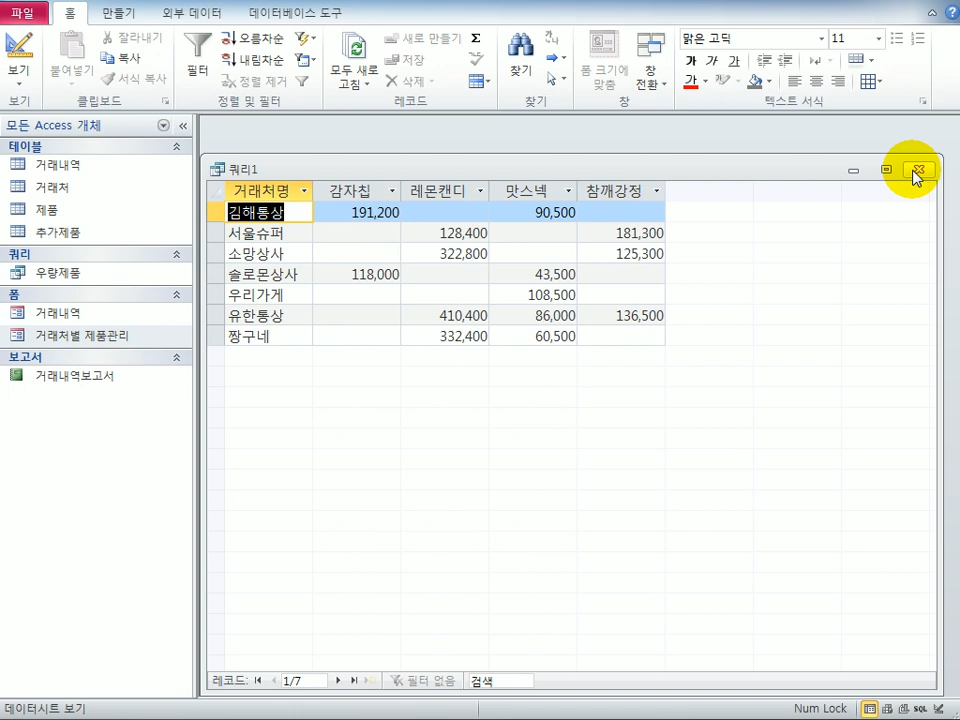 파일 홈 만들기 외부 데이터 데이터베이스 도구
보기 붙여넣기 잘라내기 복사 서식 복사
필터 오름차순 내림차순 정렬 제거
모두 새로 고침 새로 만들기 저장 삭제
찾기 폼 크기에 맞춤 창 전환
맑은 고딕 11
가 가 가
가
보기 클립보드 정렬 및 필터 레코드 찾기 창 텍스트 서식
모든 Access 개체
테이블
거래내역
거래처
제품
추가제품
쿼리
우량제품
폼
거래내역
거래처별 제품관리
보고서
거래내역보고서
쿼리1
거래처명 감자칩 레몬캔디 맛스넥 참깨강정
김해통상 191,200 90,500
서울슈퍼 128,400 181,300
소망상사 322,800 125,300
솔로몬상사 118,000 43,500
우리가게 108,500
유한통상 410,400 86,000 136,500
짱구네 332,400 60,500
레코드: 1/7 필터 없음 검색
데이터시트 보기 Num Lock SQL